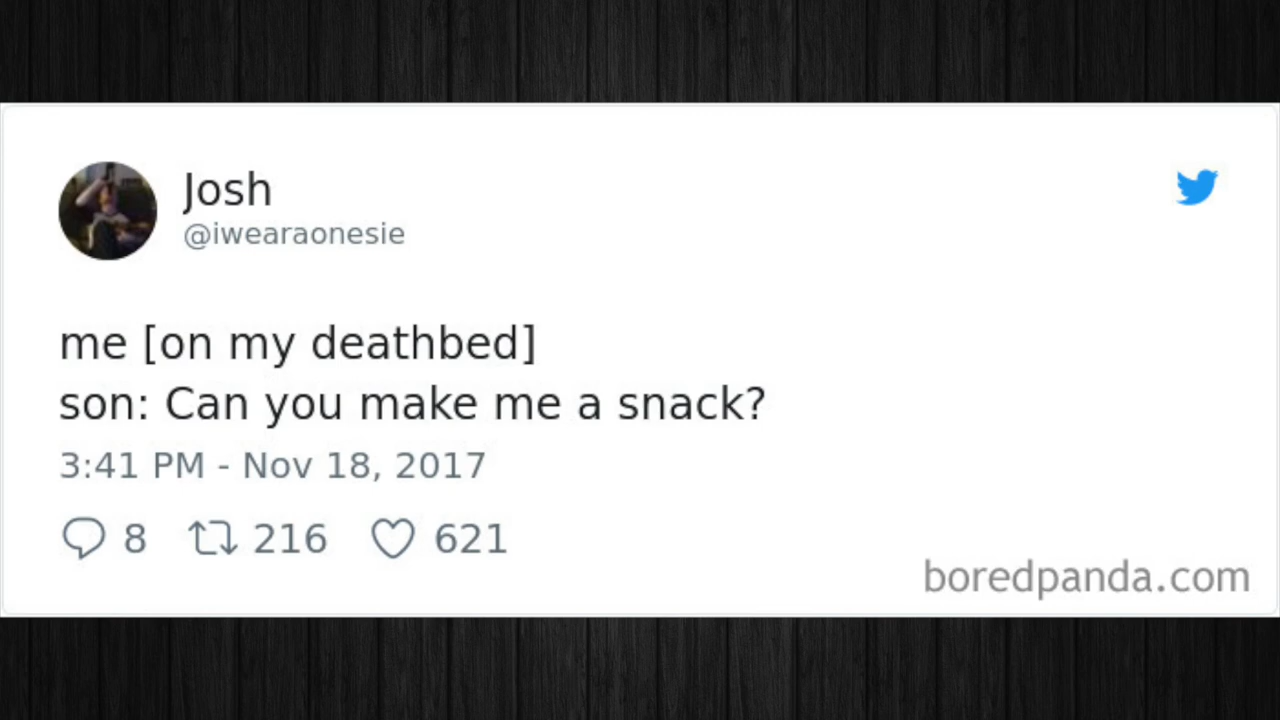 Josh
@iwearaonesie
me [on my deathbed]
son: Can you make me a snack?
3:41 PM - Nov 18, 2017
8 216 621
boredpanda.com